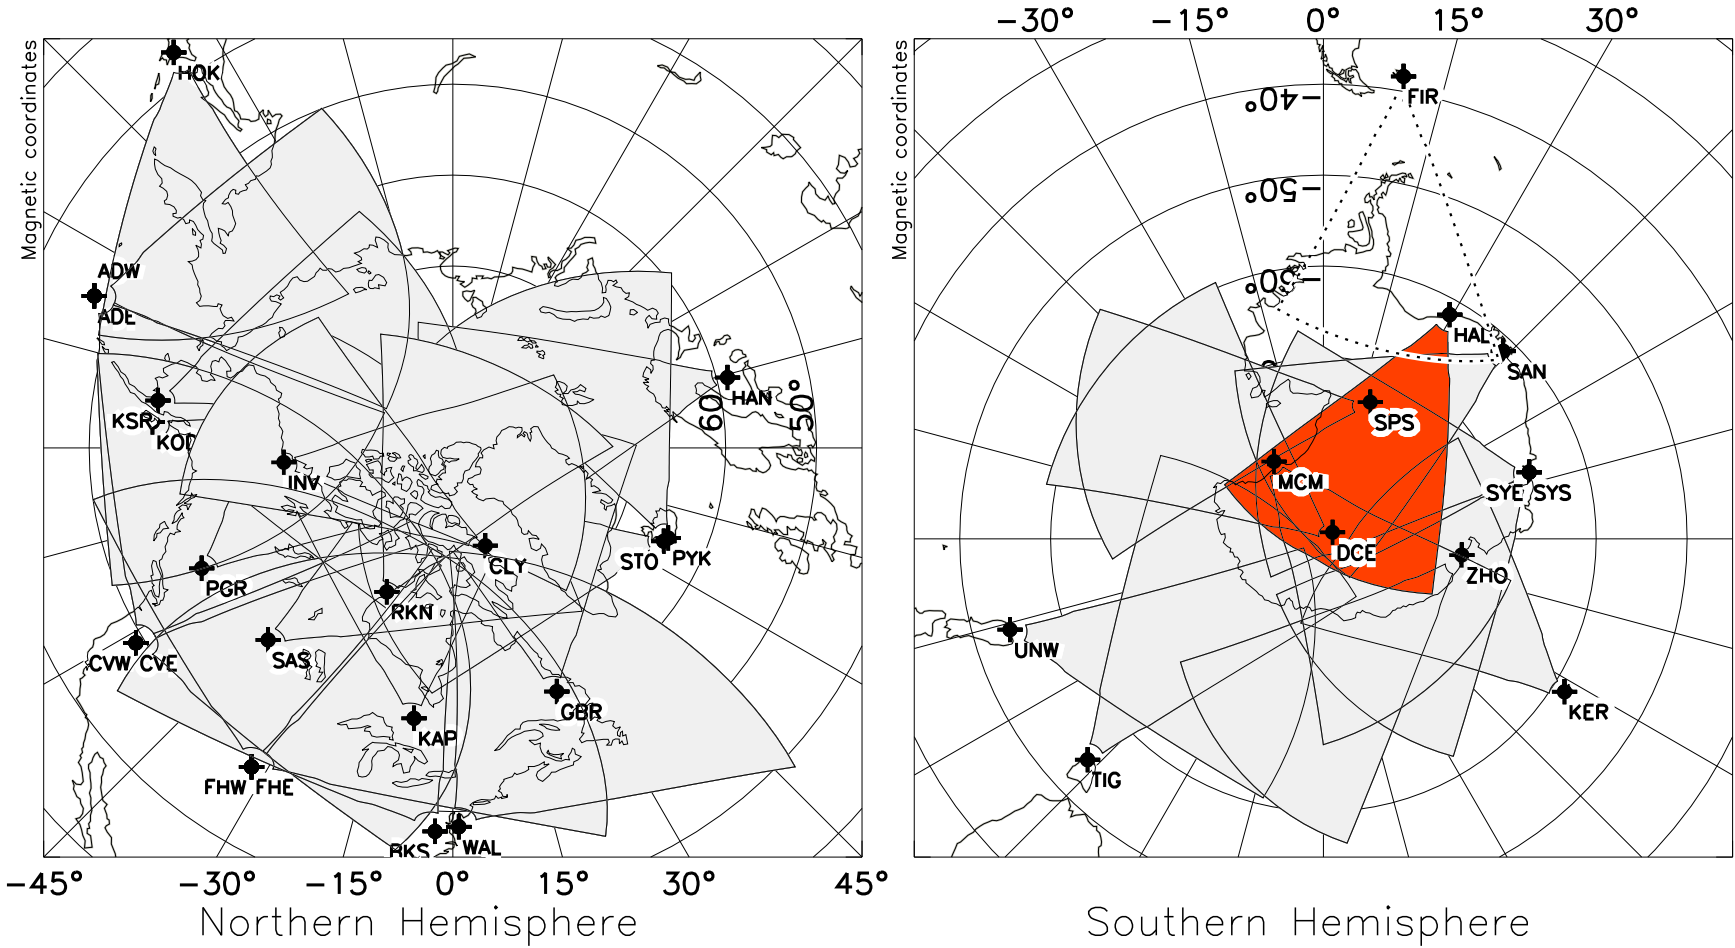 −30° −15° 0° 15° 30°
Magnetic coordinates
HOK
ADW
ADE
KSR
KOD
INV
HAN
60
50°
STO PYK
CLY
PGR
RKN
CVW CVE
SAS
GBR
KAP
FHW FHE
BKS WAL
−45° −30° −15° 0° 15° 30° 45°
Northern Hemisphere
Magnetic coordinates
FIR
−40°
−50°
HAL
SAN
SPS
MCM
SYE SYS
DCE
ZHO
UNW
KER
TIG
Southern Hemisphere